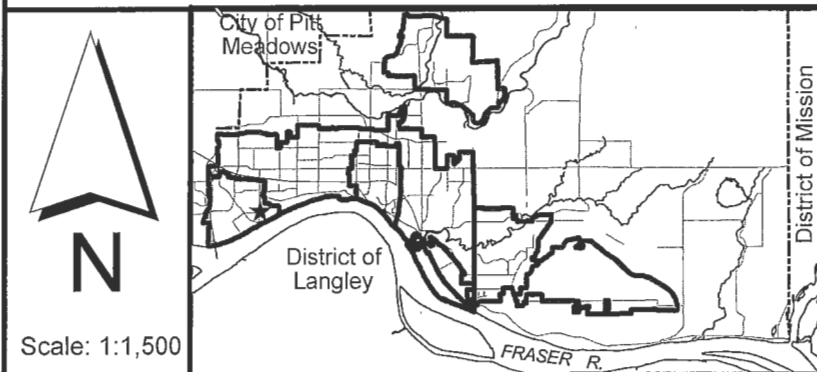 City of Pitt
Meadows
District of Mission
District of
Langley
FRASER R.
N
Scale: 1:1,500